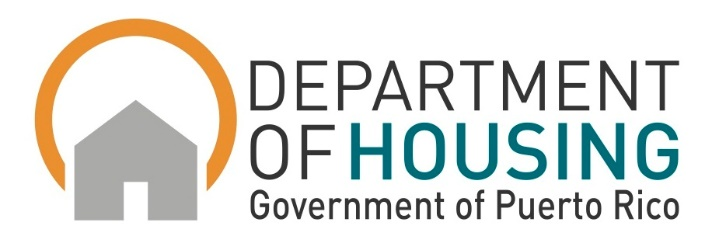 DEPARTMENT
OF HOUSING
Government of Puerto Rico